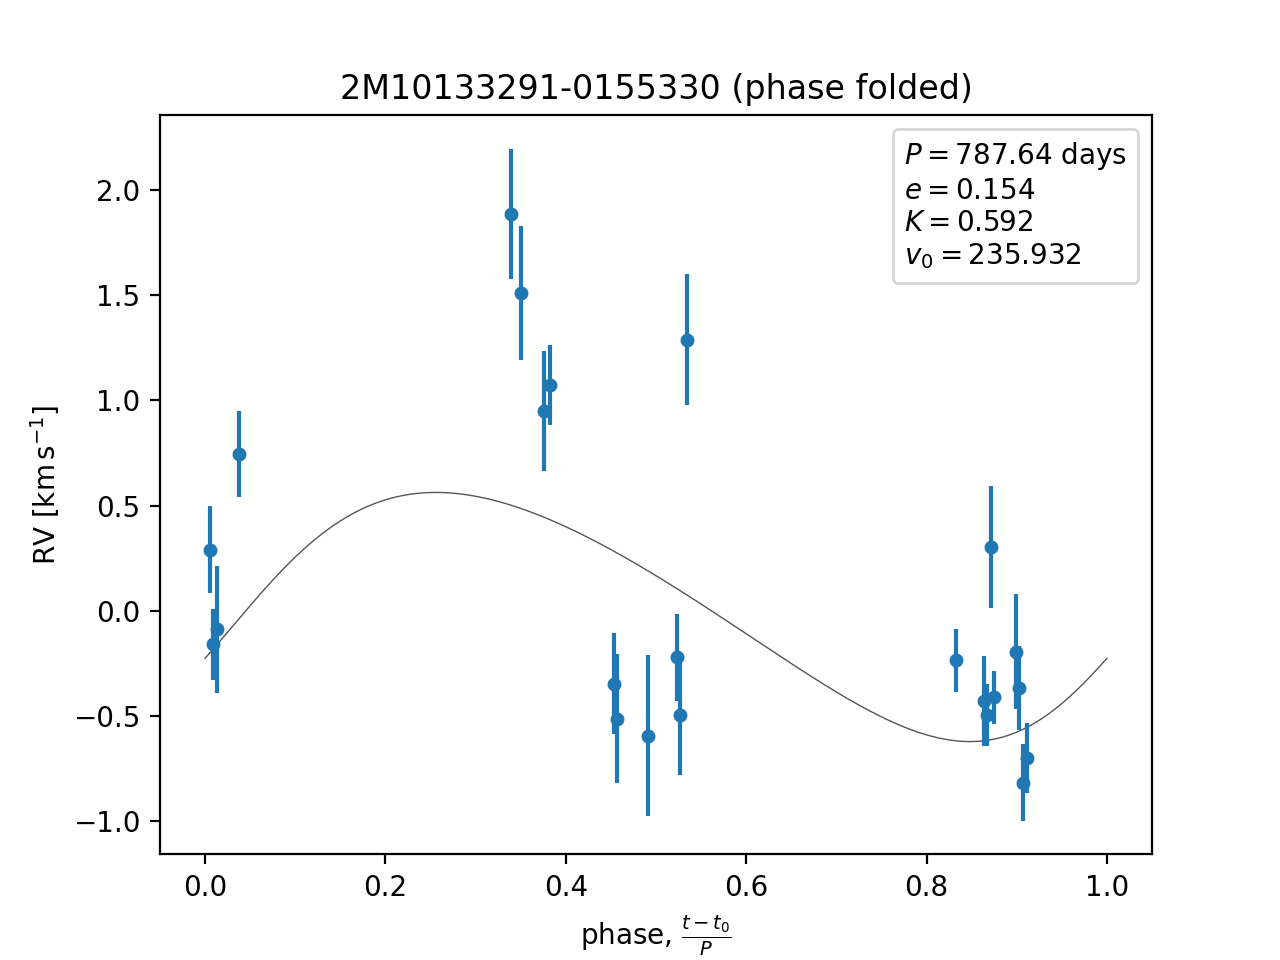 2M10133291-0155330 (phase folded)
P = 787.64 days
e = 0.154
K = 0.592
v₀ = 235.932
RV [km s⁻¹]
2.0
1.5
1.0
0.5
0.0
−0.5
−1.0
0.0 0.2 0.4 0.6 0.8 1.0
phase, (t − t₀)/P